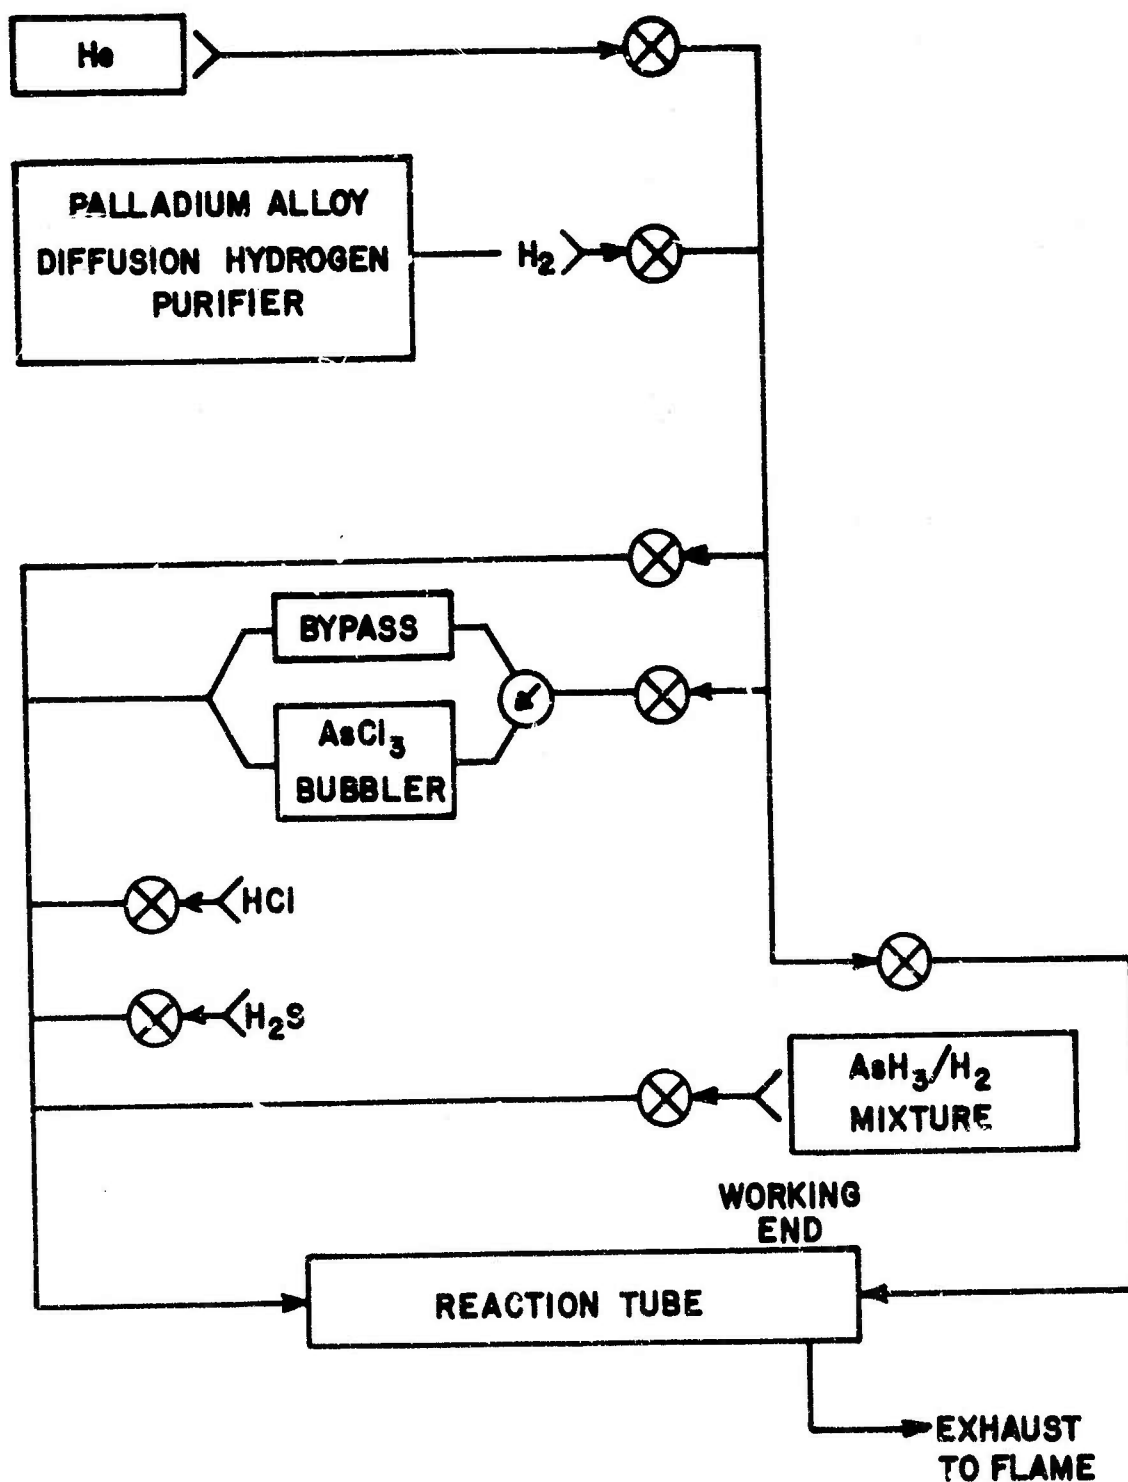 He
PALLADIUM ALLOY
DIFFUSION HYDROGEN
PURIFIER
H₂
BYPASS
AsCl₃
BUBBLER
HCl
H₂S
AsH₃/H₂
MIXTURE
WORKING
END
REACTION TUBE
EXHAUST
TO FLAME